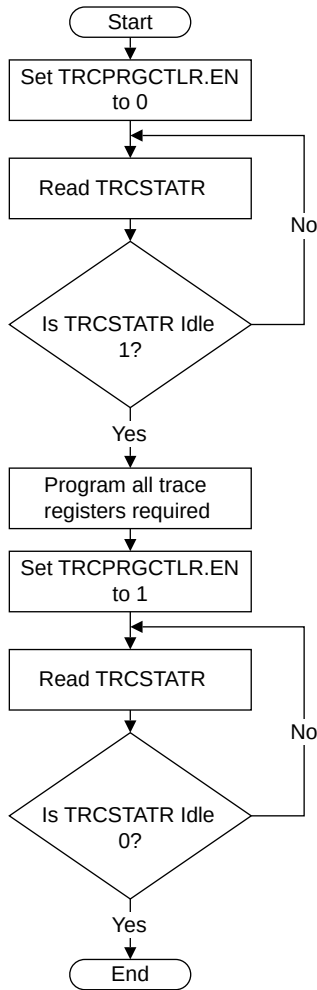 Start
Set TRCPRGCTLR.EN
to 0
Read TRCSTATR
No
Is TRCSTATR Idle
1?
Yes
Program all trace
registers required
Set TRCPRGCTLR.EN
to 1
Read TRCSTATR
No
Is TRCSTATR Idle
0?
Yes
End